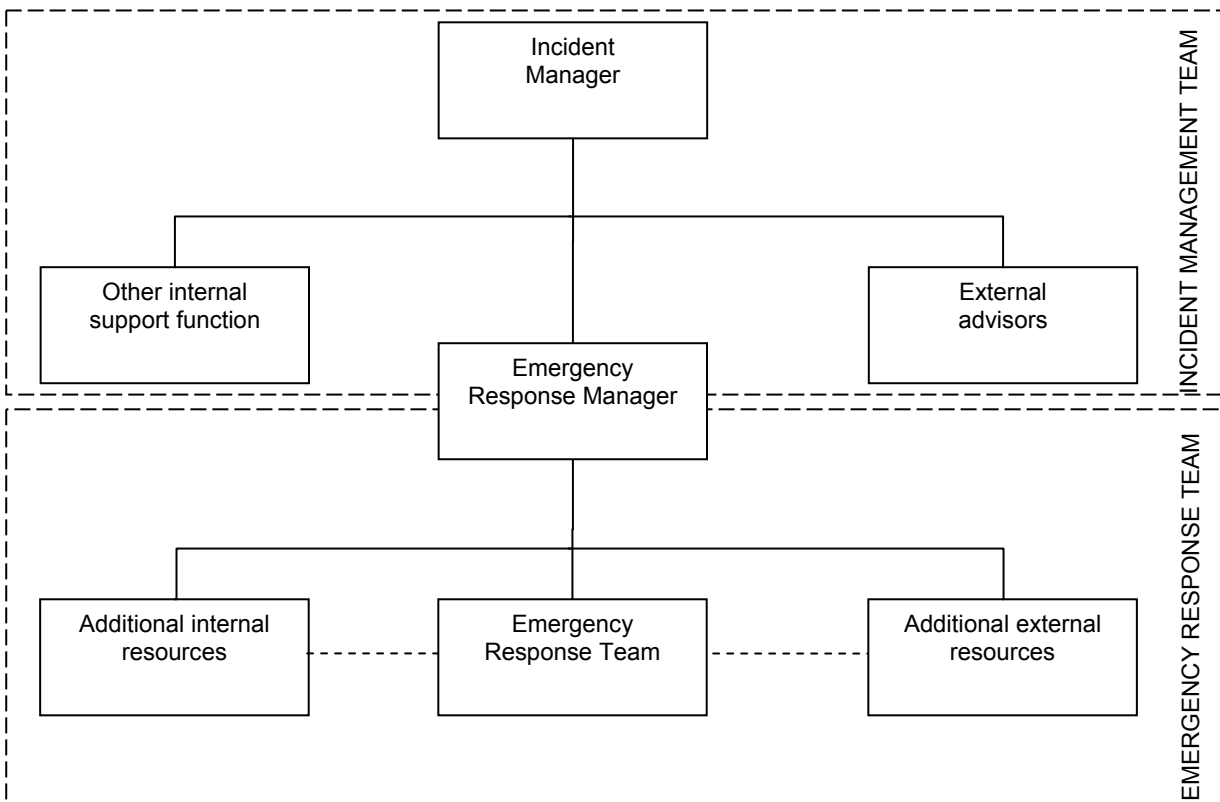 Incident
Manager
INCIDENT MANAGEMENT TEAM
Other internal
support function
External
advisors
Emergency
Response Manager
EMERGENCY RESPONSE TEAM
Additional internal
resources
Emergency
Response Team
Additional external
resources